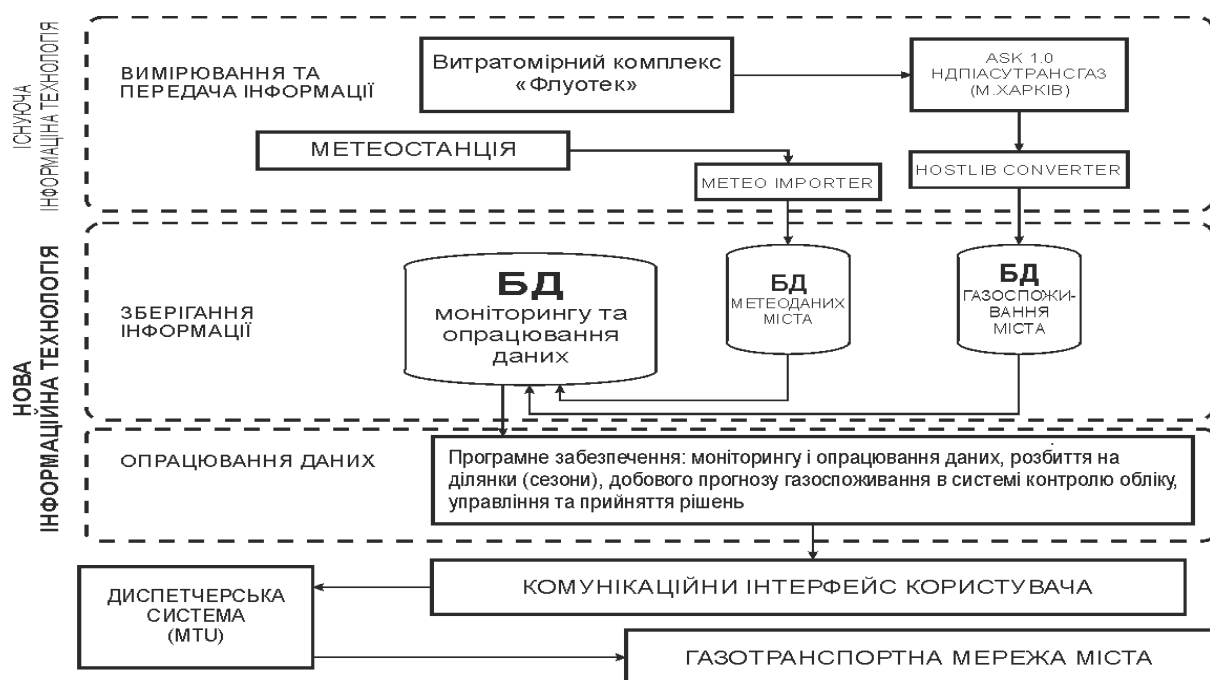 ІСНУЮЧА
ІНФОРМАЦІНА ТЕХНОЛОГІЯ
ВИМІРЮВАННЯ ТА
ПЕРЕДАЧА ІНФОРМАЦІЇ
Витратомірний комплекс
«Флуотек»
ASK 1.0
НДПІАСУТРАНСГАЗ
(М.ХАРКІВ)
МЕТЕОСТАНЦІЯ
METEO IMPORTER
HOSTLIB CONVERTER
НОВА
ІНФОРМАЦІЙНА ТЕХНОЛОГІЯ
ЗБЕРІГАННЯ
ІНФОРМАЦІЇ
БД
моніторингу та
опрацювання
даних
БД
МЕТЕОДАНИХ
МІСТА
БД
ГАЗОСПОЖИ-
ВАННЯ
МІСТА
ОПРАЦЮВАННЯ ДАНИХ
Програмне забезпечення: моніторингу і опрацювання даних, розбиття на
ділянки (сезони), добового прогнозу газоспоживання в системі контролю обліку,
управління та прийняття рішень
КОМУНІКАЦІЙНИ ІНТЕРФЕЙС КОРИСТУВАЧА
ДИСПЕТЧЕРСЬКА
СИСТЕМА
(MTU)
ГАЗОТРАНСПОРТНА МЕРЕЖА МІСТА